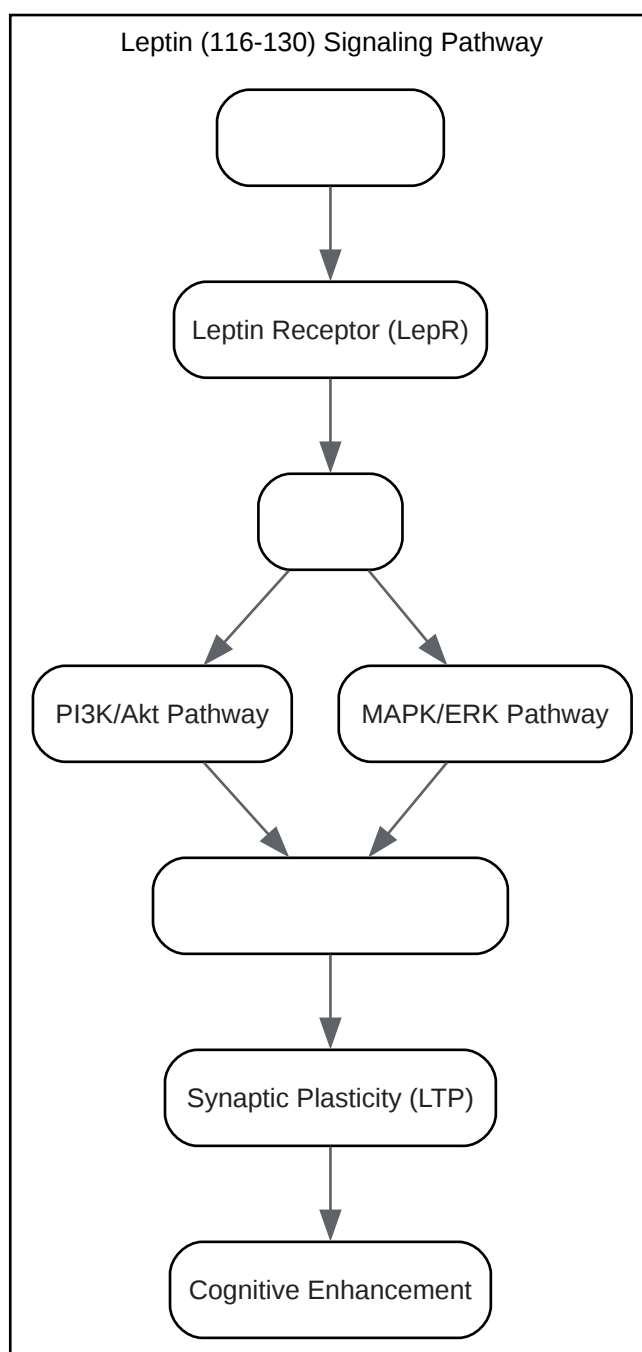 Leptin (116-130) Signaling Pathway
Leptin Receptor (LepR)
PI3K/Akt Pathway
MAPK/ERK Pathway
Synaptic Plasticity (LTP)
Cognitive Enhancement